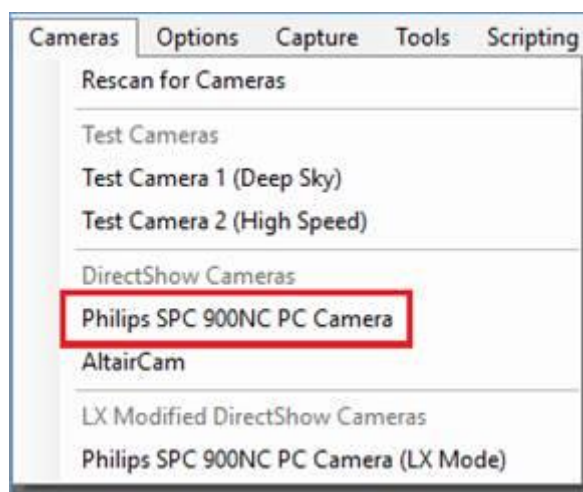 Cameras Options Capture Tools Scripting
Rescan for Cameras
Test Cameras
Test Camera 1 (Deep Sky)
Test Camera 2 (High Speed)
DirectShow Cameras
Philips SPC 900NC PC Camera
AltairCam
LX Modified DirectShow Cameras
Philips SPC 900NC PC Camera (LX Mode)